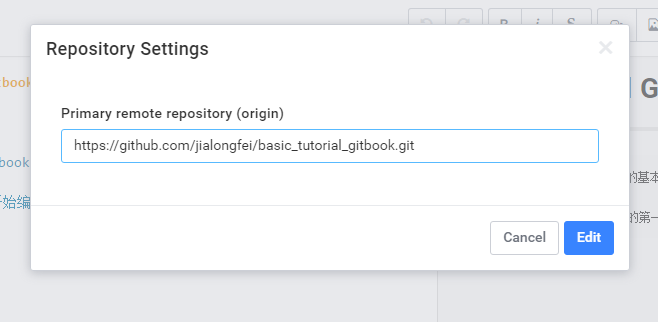 Repository Settings
Primary remote repository (origin)
https://github.com/jialongfei/basic_tutorial_gitbook.git
Cancel
Edit
B
i
S
tbook
G
book
始编
的基本
的第一